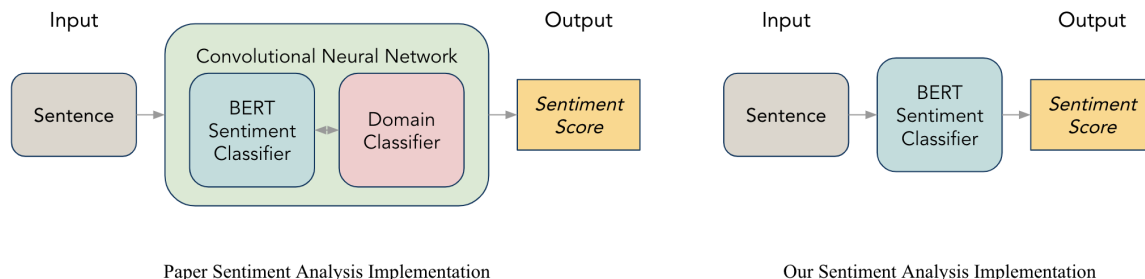 Input
Output
Convolutional Neural Network
Sentence
BERT
Sentiment
Classifier
Domain
Classifier
Sentiment
Score
Paper Sentiment Analysis Implementation
Input
Output
Sentence
BERT
Sentiment
Classifier
Sentiment
Score
Our Sentiment Analysis Implementation